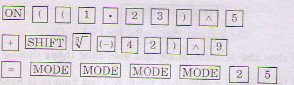 ON ( ( 1 • 2 3 ) ∧ 5
+ SHIFT ∛ (–) 4 2 ) ∧ 9
= MODE MODE MODE MODE 2 5